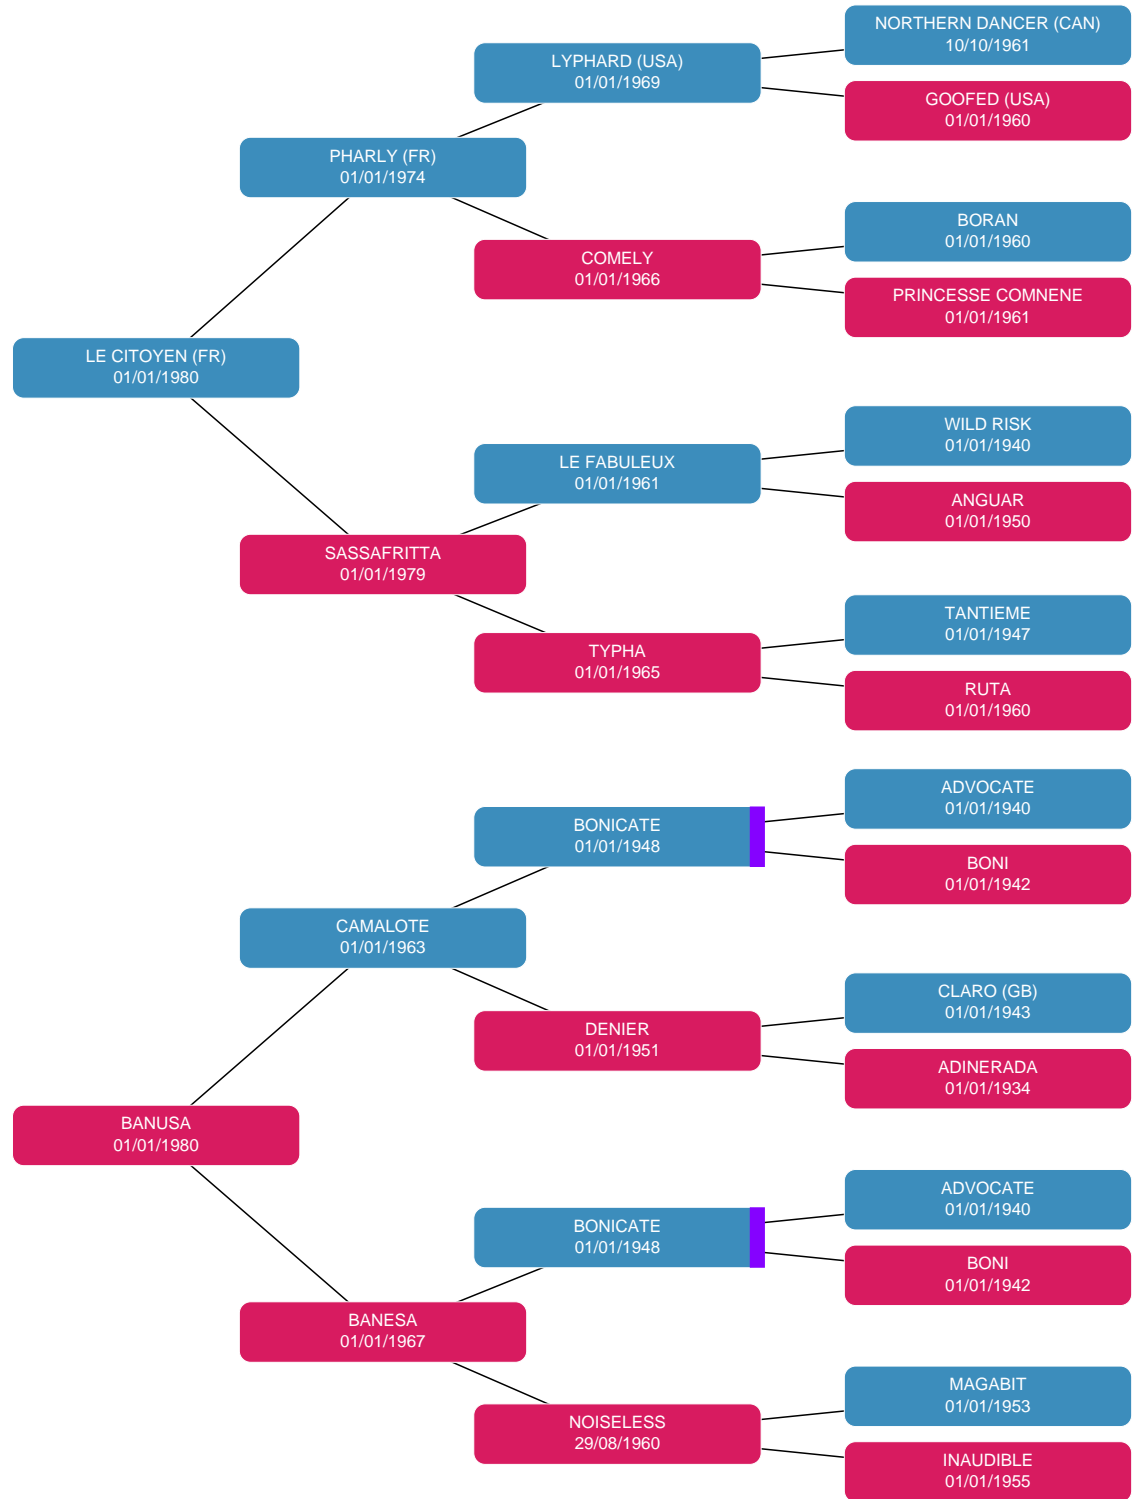 NORTHERN DANCER (CAN)
10/10/1961
LYPHARD (USA)
01/01/1969
GOOFED (USA)
01/01/1960
PHARLY (FR)
01/01/1974
BORAN
01/01/1960
COMELY
01/01/1966
PRINCESSE COMNENE
01/01/1961
LE CITOYEN (FR)
01/01/1980
WILD RISK
01/01/1940
LE FABULEUX
01/01/1961
ANGUAR
01/01/1950
SASSAFRITTA
01/01/1979
TANTIEME
01/01/1947
TYPHA
01/01/1965
RUTA
01/01/1960
ADVOCATE
01/01/1940
BONICATE
01/01/1948
BONI
01/01/1942
CAMALOTE
01/01/1963
CLARO (GB)
01/01/1943
DENIER
01/01/1951
ADINERADA
01/01/1934
BANUSA
01/01/1980
ADVOCATE
01/01/1940
BONICATE
01/01/1948
BONI
01/01/1942
BANESA
01/01/1967
MAGABIT
01/01/1953
NOISELESS
29/08/1960
INAUDIBLE
01/01/1955